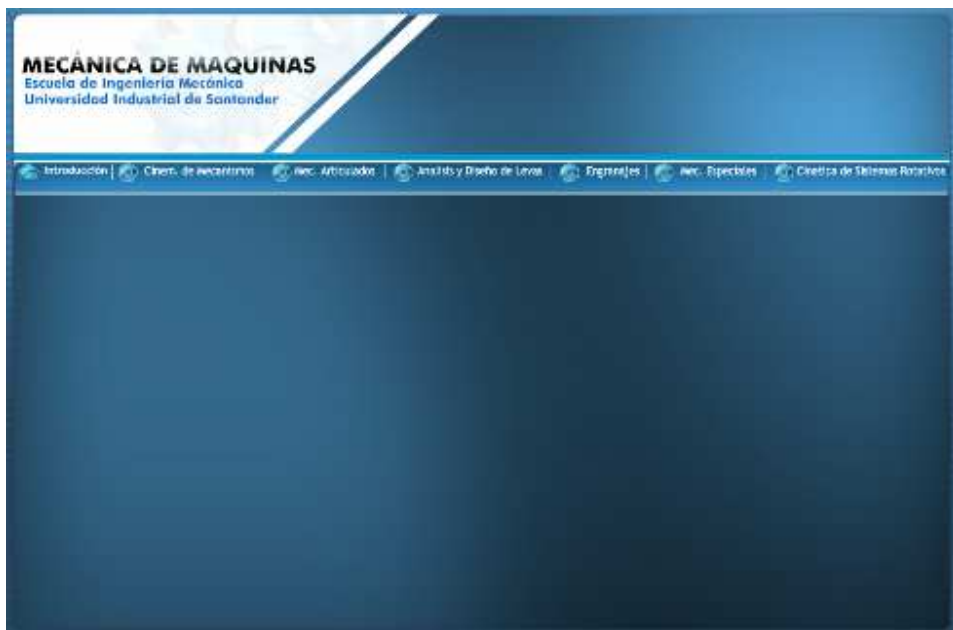 MECÁNICA DE MAQUINAS
Escuela de Ingeniería Mecánica
Universidad Industrial de Santander
Introducción | Cinem. de Mecanismos Mec. Articulados | Analisis y Diseño de Levas Engranajes | Mec. Especiales Cinetica de Sistemas Rotativos